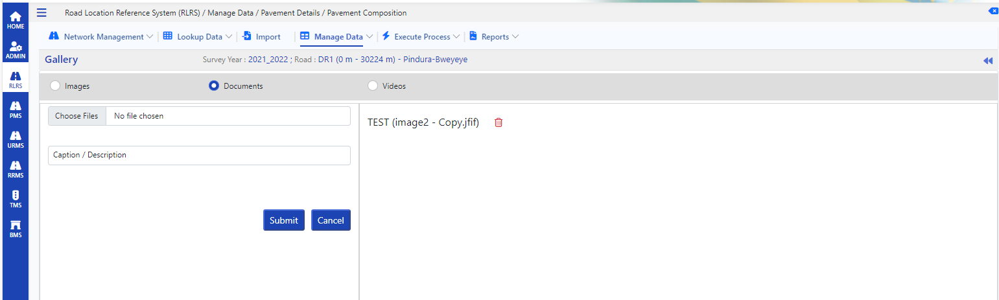 Road Location Reference System (RLRS) / Manage Data / Pavement Details / Pavement Composition
HOME
ADMIN
RLRS
PMS
URMS
RRMS
TMS
BMS
Network Management Lookup Data Import Manage Data Execute Process Reports
Gallery Survey Year : 2021_2022 ; Road : DR1 (0 m - 30224 m) - Pindura-Bweyeye
Images Documents Videos
Choose Files No file chosen
Caption / Description
Submit Cancel
TEST (image2 - Copy.jfif)